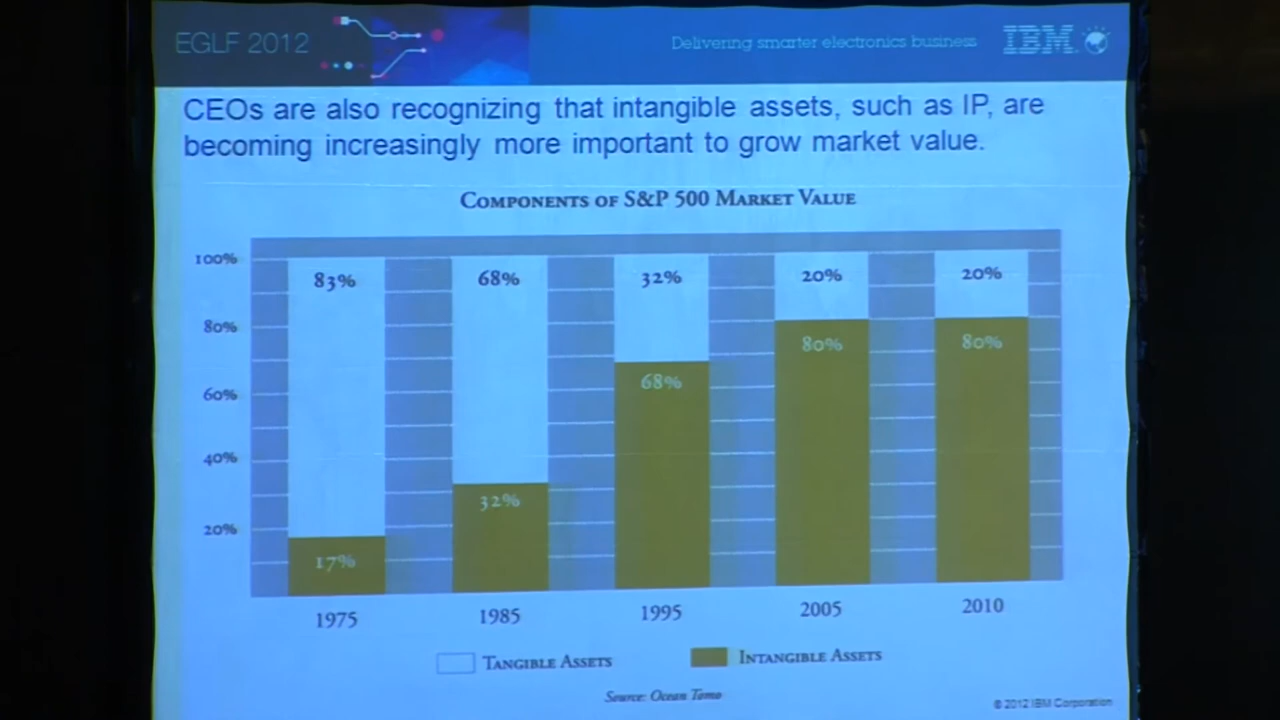 EGLF 2012
Delivering smarter electronics business
IBM
CEOs are also recognizing that intangible assets, such as IP, are
becoming increasingly more important to grow market value.
COMPONENTS OF S&P 500 MARKET VALUE
100%
80%
60%
40%
20%
83%
68%
32%
20%
20%
17%
32%
68%
80%
80%
1975
1985
1995
2005
2010
TANGIBLE ASSETS
INTANGIBLE ASSETS
Source: Ocean Tomo
© 2012 IBM Corporation